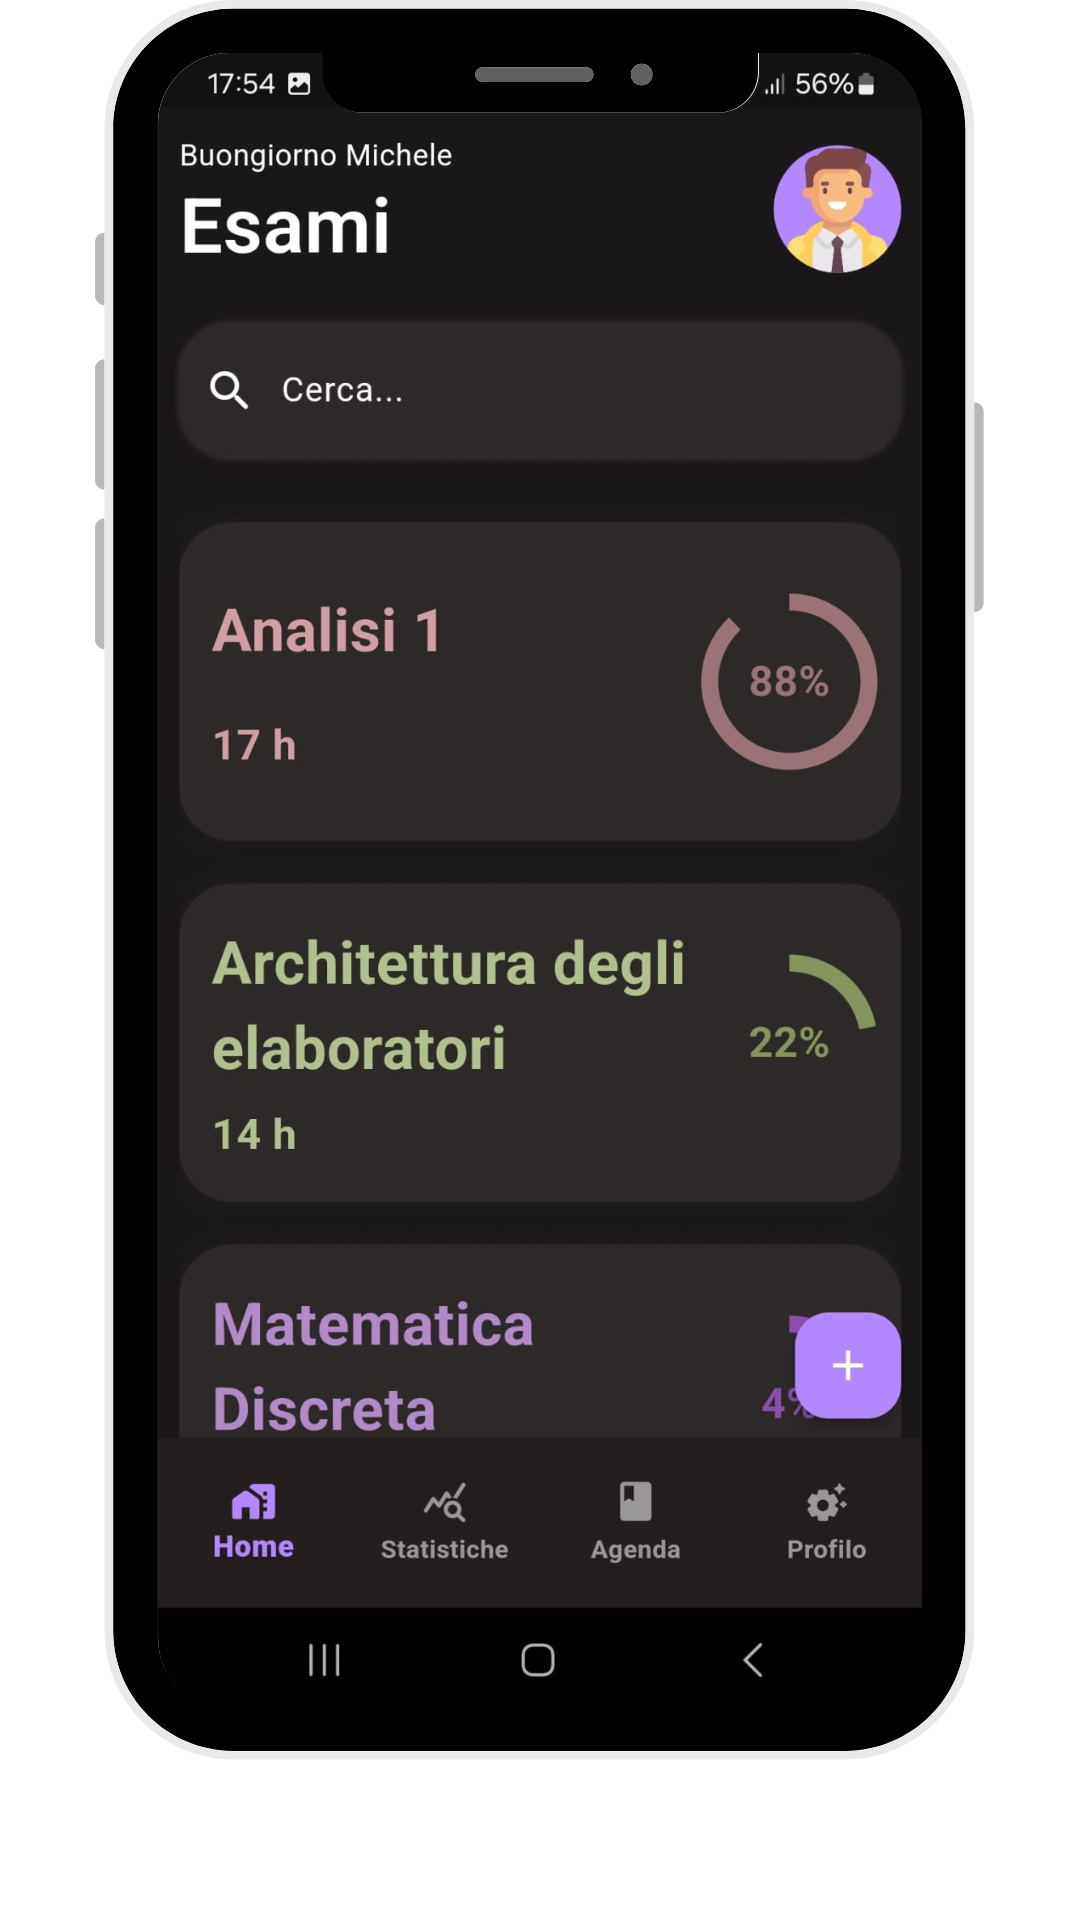 17:54
56%
Buongiorno Michele
Esami
Cerca...
Analisi 1
88%
17 h
Architettura degli
elaboratori
22%
14 h
Matematica
Discreta
4%
Home
Statistiche
Agenda
Profilo